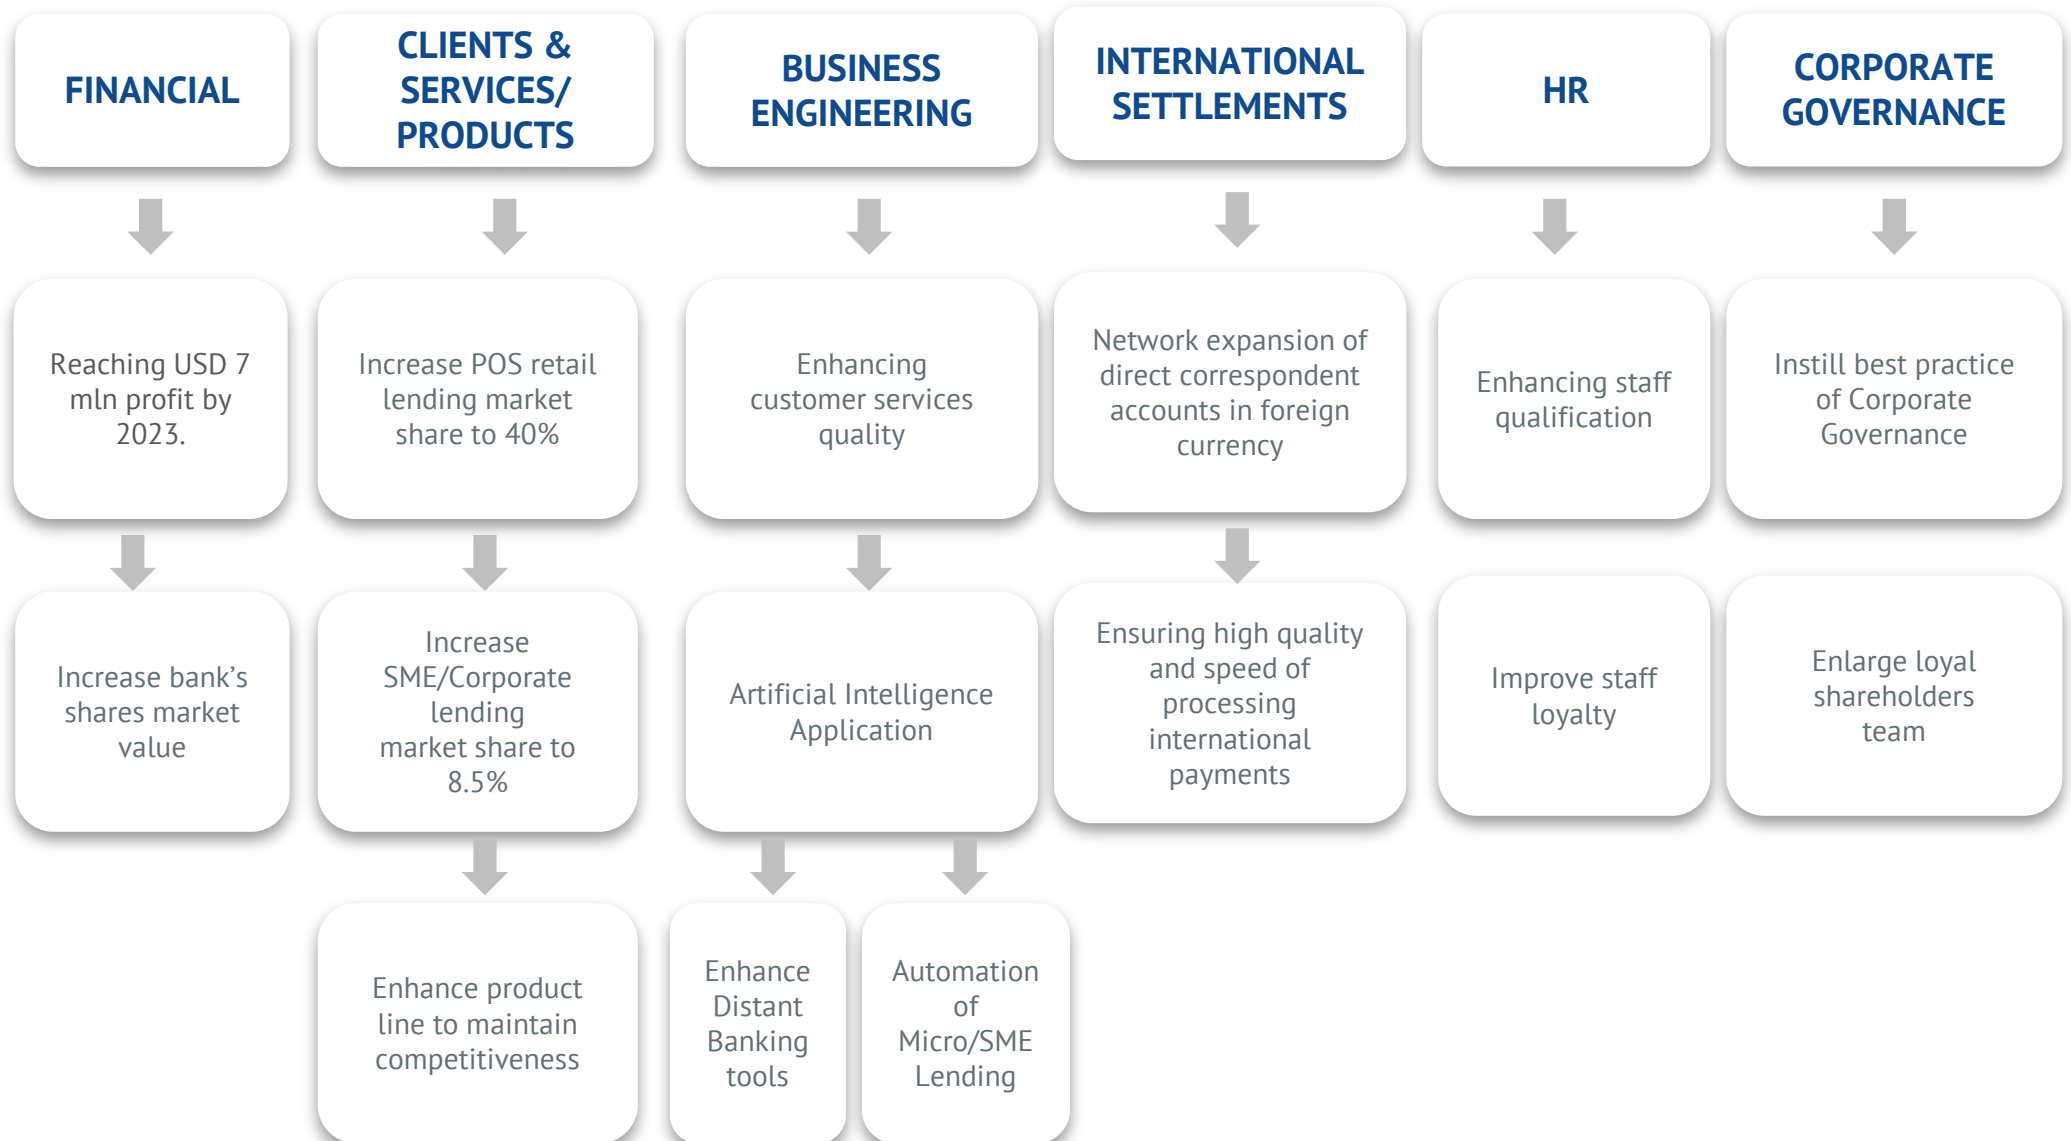 FINANCIAL
CLIENTS &
SERVICES/
PRODUCTS
BUSINESS
ENGINEERING
INTERNATIONAL
SETTLEMENTS
HR
CORPORATE
GOVERNANCE
Reaching USD 7
mln profit by
2023.
Increase POS retail
lending market
share to 40%
Enhancing
customer services
quality
Network expansion of
direct correspondent
accounts in foreign
currency
Enhancing staff
qualification
Instill best practice
of Corporate
Governance
Increase bank’s
shares market
value
Increase
SME/Corporate
lending
market share to
8.5%
Artificial Intelligence
Application
Ensuring high quality
and speed of
processing
international
payments
Improve staff
loyalty
Enlarge loyal
shareholders
team
Enhance product
line to maintain
competitiveness
Enhance
Distant
Banking
tools
Automation
of
Micro/SME
Lending